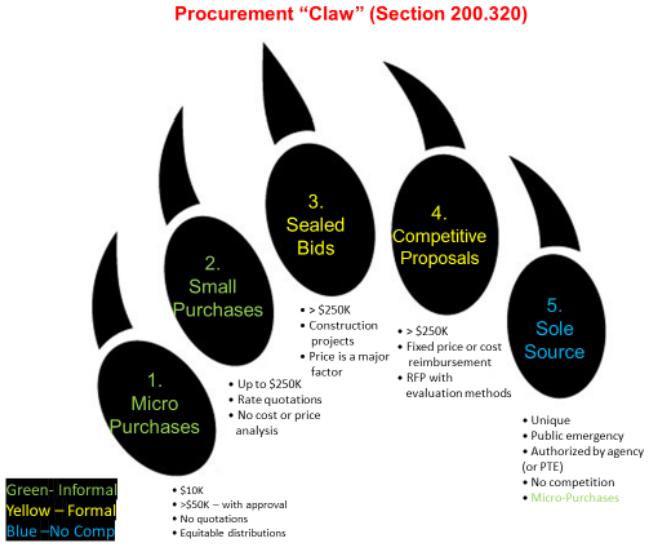 Procurement “Claw” (Section 200.320)
3.
Sealed
Bids
4.
Competitive
Proposals
2.
Small
Purchases
5.
Sole
Source
1.
Micro
Purchases
• > $250K
• Construction
projects
• Price is a major
factor
• > $250K
• Fixed price or cost
reimbursement
• RFP with
evaluation methods
• Up to $250K
• Rate quotations
• No cost or price
analysis
• Unique
• Public emergency
• Authorized by agency
(or PTE)
• No competition
• Micro-Purchases
• $10K
• >$50K – with approval
• No quotations
• Equitable distributions
Green- Informal
Yellow – Formal
Blue –No Comp